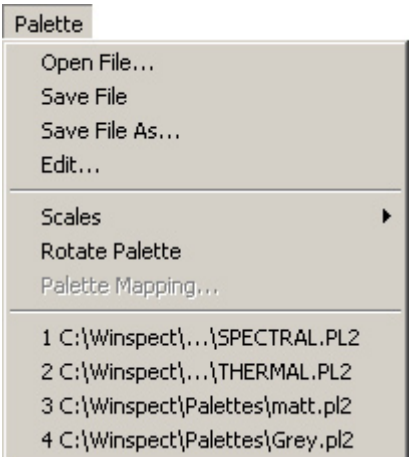 Palette
Open File...
Save File
Save File As...
Edit...
Scales
Rotate Palette
Palette Mapping...
1 C:\Winspect\...\SPECTRAL.PL2
2 C:\Winspect\...\THERMAL.PL2
3 C:\Winspect\Palettes\matt.pl2
4 C:\Winspect\Palettes\Grey.pl2